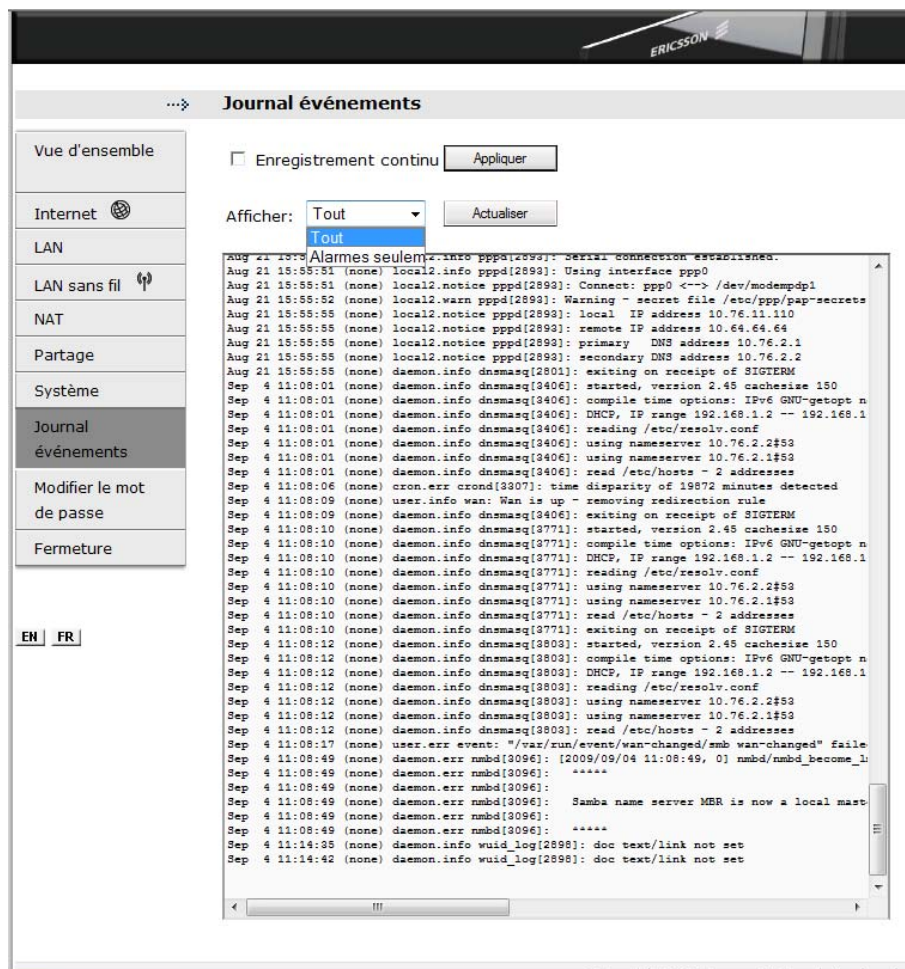 ERICSSON
Journal événements
Vue d'ensemble
Internet
LAN
LAN sans fil
NAT
Partage
Système
Journal événements
Modifier le mot de passe
Fermeture
EN FR
Enregistrement continu Appliquer
Afficher: Tout Actualiser
Tout
Alarmes seulem
Aug 21 15:5 2.info pppd[2893]: Serial connection established.
Aug 21 15:55:51 (none) local2.info pppd[2893]: Using interface ppp0
Aug 21 15:55:51 (none) local2.notice pppd[2893]: Connect: ppp0 <--> /dev/modempdp1
Aug 21 15:55:52 (none) local2.warn pppd[2893]: Warning - secret file /etc/ppp/pap-secrets
Aug 21 15:55:55 (none) local2.notice pppd[2893]: local  IP address 10.76.11.110
Aug 21 15:55:55 (none) local2.notice pppd[2893]: remote IP address 10.64.64.64
Aug 21 15:55:55 (none) local2.notice pppd[2893]: primary   DNS address 10.76.2.1
Aug 21 15:55:55 (none) local2.notice pppd[2893]: secondary DNS address 10.76.2.2
Aug 21 15:55:55 (none) daemon.info dnsmasq[2801]: exiting on receipt of SIGTERM
Sep  4 11:08:01 (none) daemon.info dnsmasq[3406]: started, version 2.45 cachesize 150
Sep  4 11:08:01 (none) daemon.info dnsmasq[3406]: compile time options: IPv6 GNU-getopt n
Sep  4 11:08:01 (none) daemon.info dnsmasq[3406]: DHCP, IP range 192.168.1.2 -- 192.168.1
Sep  4 11:08:01 (none) daemon.info dnsmasq[3406]: reading /etc/resolv.conf
Sep  4 11:08:01 (none) daemon.info dnsmasq[3406]: using nameserver 10.76.2.2#53
Sep  4 11:08:01 (none) daemon.info dnsmasq[3406]: using nameserver 10.76.2.1#53
Sep  4 11:08:01 (none) daemon.info dnsmasq[3406]: read /etc/hosts - 2 addresses
Sep  4 11:08:06 (none) cron.err crond[3307]: time disparity of 19872 minutes detected
Sep  4 11:08:09 (none) user.info wan: Wan is up - removing redirection rule
Sep  4 11:08:09 (none) daemon.info dnsmasq[3406]: exiting on receipt of SIGTERM
Sep  4 11:08:10 (none) daemon.info dnsmasq[3771]: started, version 2.45 cachesize 150
Sep  4 11:08:10 (none) daemon.info dnsmasq[3771]: compile time options: IPv6 GNU-getopt n
Sep  4 11:08:10 (none) daemon.info dnsmasq[3771]: DHCP, IP range 192.168.1.2 -- 192.168.1
Sep  4 11:08:10 (none) daemon.info dnsmasq[3771]: reading /etc/resolv.conf
Sep  4 11:08:10 (none) daemon.info dnsmasq[3771]: using nameserver 10.76.2.2#53
Sep  4 11:08:10 (none) daemon.info dnsmasq[3771]: using nameserver 10.76.2.1#53
Sep  4 11:08:10 (none) daemon.info dnsmasq[3771]: read /etc/hosts - 2 addresses
Sep  4 11:08:10 (none) daemon.info dnsmasq[3771]: exiting on receipt of SIGTERM
Sep  4 11:08:12 (none) daemon.info dnsmasq[3803]: started, version 2.45 cachesize 150
Sep  4 11:08:12 (none) daemon.info dnsmasq[3803]: compile time options: IPv6 GNU-getopt n
Sep  4 11:08:12 (none) daemon.info dnsmasq[3803]: DHCP, IP range 192.168.1.2 -- 192.168.1
Sep  4 11:08:12 (none) daemon.info dnsmasq[3803]: reading /etc/resolv.conf
Sep  4 11:08:12 (none) daemon.info dnsmasq[3803]: using nameserver 10.76.2.2#53
Sep  4 11:08:12 (none) daemon.info dnsmasq[3803]: using nameserver 10.76.2.1#53
Sep  4 11:08:12 (none) daemon.info dnsmasq[3803]: read /etc/hosts - 2 addresses
Sep  4 11:08:17 (none) user.err event: "/var/run/event/wan-changed/smb wan-changed" faile
Sep  4 11:08:49 (none) daemon.err nmbd[3096]: [2009/09/04 11:08:49, 0] nmbd/nmbd_become_l
Sep  4 11:08:49 (none) daemon.err nmbd[3096]:   *****
Sep  4 11:08:49 (none) daemon.err nmbd[3096]:
Sep  4 11:08:49 (none) daemon.err nmbd[3096]:   Samba name server MBR is now a local mast
Sep  4 11:08:49 (none) daemon.err nmbd[3096]:
Sep  4 11:08:49 (none) daemon.err nmbd[3096]:   *****
Sep  4 11:14:35 (none) daemon.info wuid_log[2898]: doc text/link not set
Sep  4 11:14:42 (none) daemon.info wuid_log[2898]: doc text/link not set